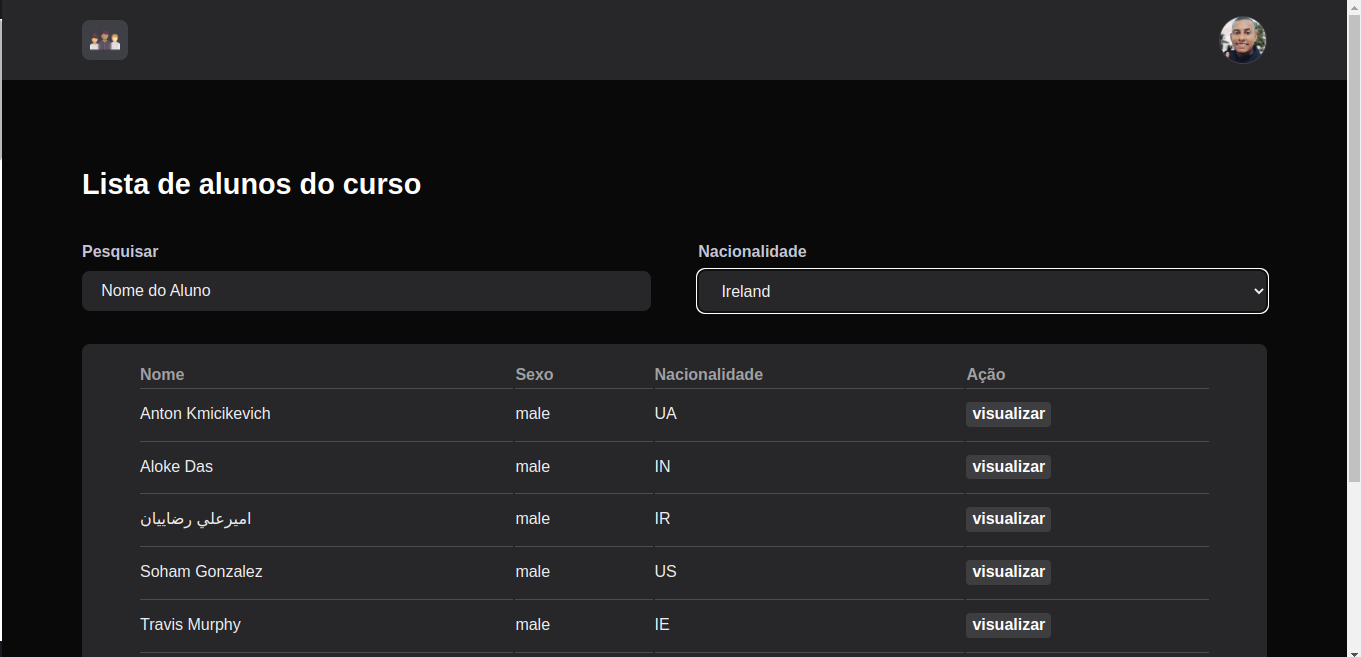 Lista de alunos do curso
Pesquisar Nacionalidade
Nome do Aluno Ireland
Nome Sexo Nacionalidade Ação
Anton Kmicikevich male UA visualizar
Aloke Das male IN visualizar
اميرعلي رضاییان male IR visualizar
Soham Gonzalez male US visualizar
Travis Murphy male IE visualizar